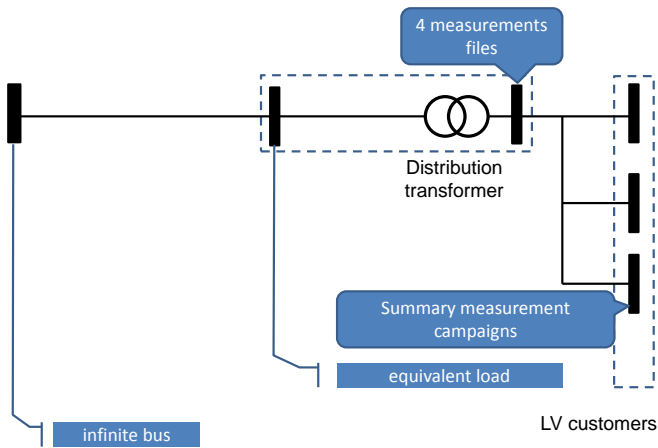 4 measurements
files
Distribution
transformer
Summary measurement
campaigns
equivalent load
LV customers
infinite bus